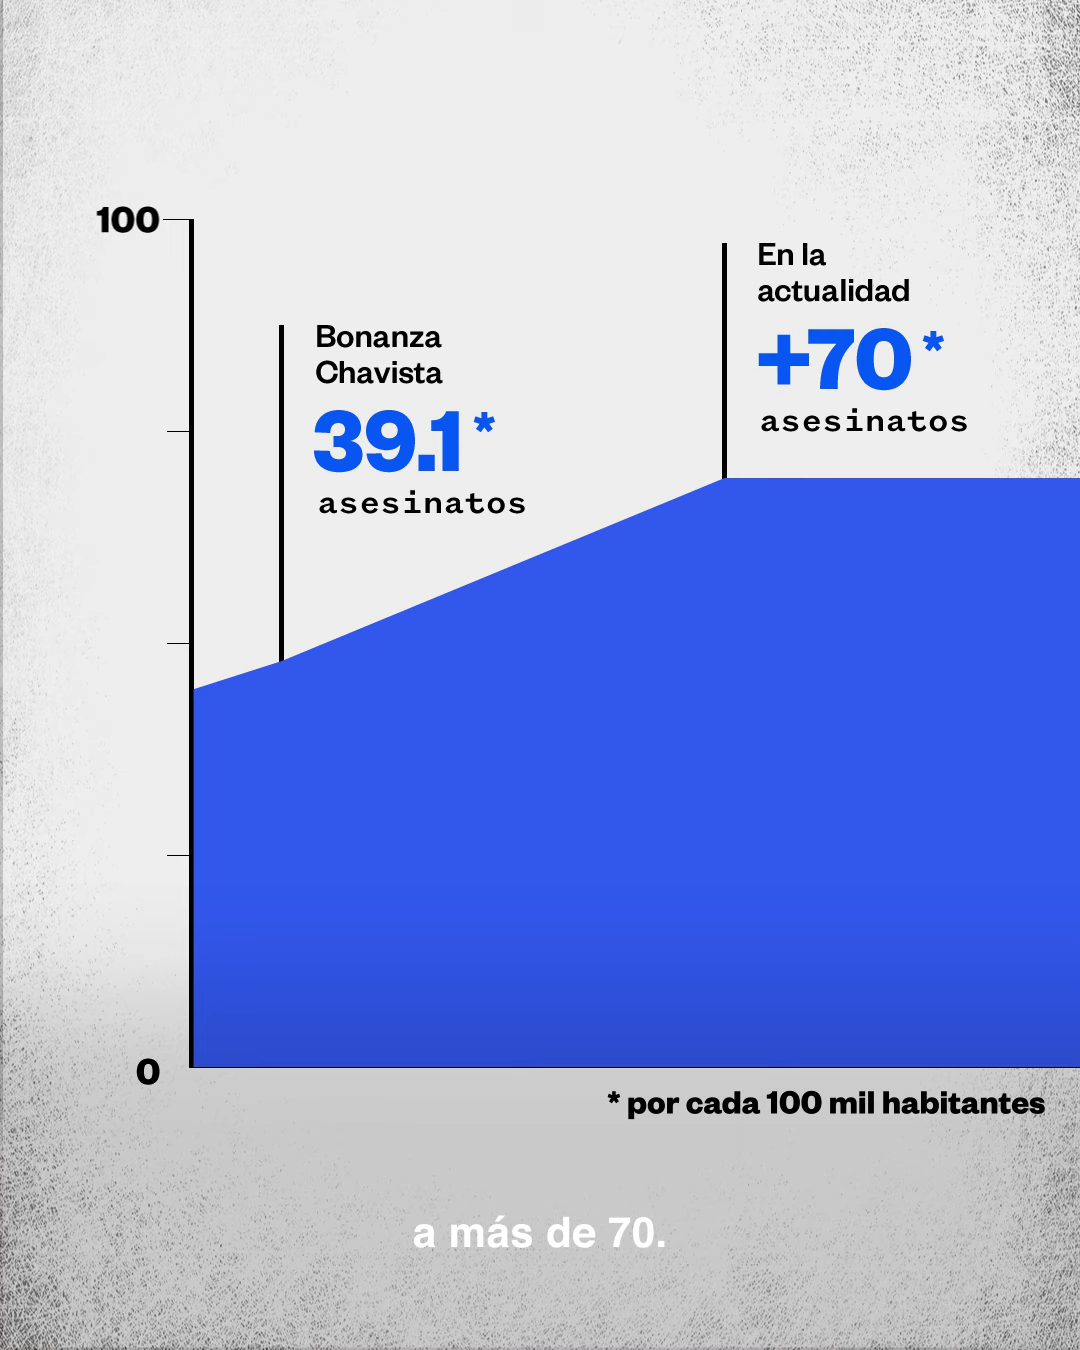 100
En la
actualidad
+70*
asesinatos
Bonanza
Chavista
39.1*
asesinatos
0
* por cada 100 mil habitantes
a más de 70.